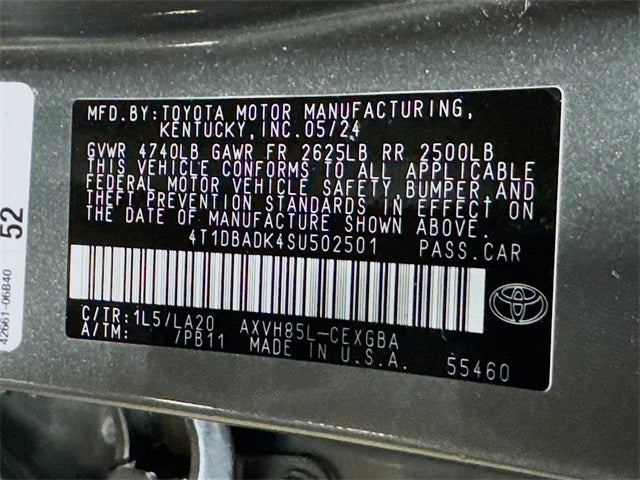 MFD.BY:TOYOTA MOTOR MANUFACTURING,
KENTUCKY,INC.05/24
GVWR 4740LB GAWR FR 2625LB RR 2500LB
THIS VEHICLE CONFORMS TO ALL APPLICABLE
FEDERAL MOTOR VEHICLE SAFETY BUMPER AND
THEFT PREVENTION STANDARDS IN EFFECT ON
THE DATE OF MANUFACTURE SHOWN ABOVE.
4T1DBADK4SU502501 PASS.CAR
C/TR:1L5/LA20 AXVH85L-CEXGBA
A/TM: /PB11 MADE IN U.S.A. 55460
52
42661-06B40